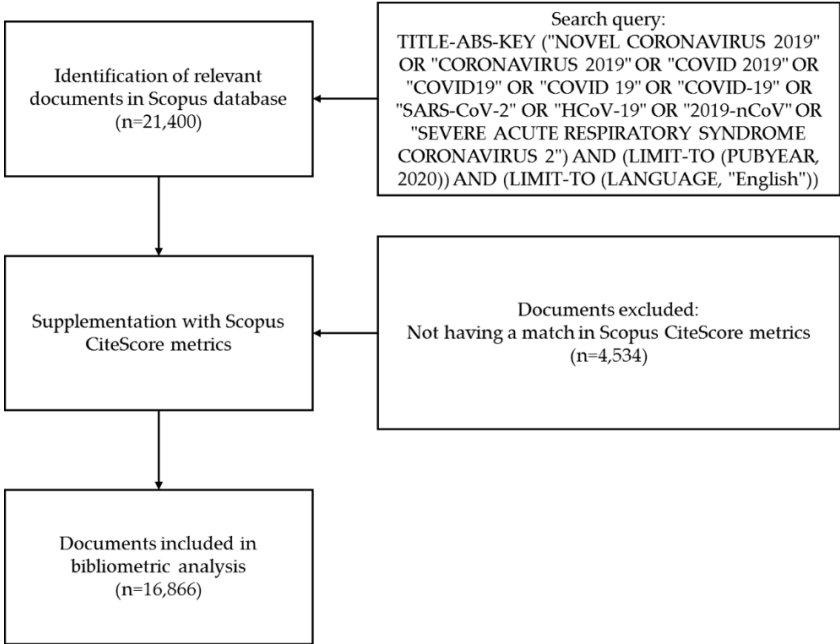 Identification of relevant
documents in Scopus database
(n=21,400)
Search query:
TITLE-ABS-KEY ("NOVEL CORONAVIRUS 2019"
OR "CORONAVIRUS 2019" OR "COVID 2019" OR
"COVID19" OR "COVID 19" OR "COVID-19" OR
"SARS-CoV-2" OR "HCoV-19" OR "2019-nCoV" OR
"SEVERE ACUTE RESPIRATORY SYNDROME
CORONAVIRUS 2") AND (LIMIT-TO (PUBYEAR,
2020)) AND (LIMIT-TO (LANGUAGE, "English"))
Supplementation with Scopus
CiteScore metrics
Documents excluded:
Not having a match in Scopus CiteScore metrics
(n=4,534)
Documents included in
bibliometric analysis
(n=16,866)